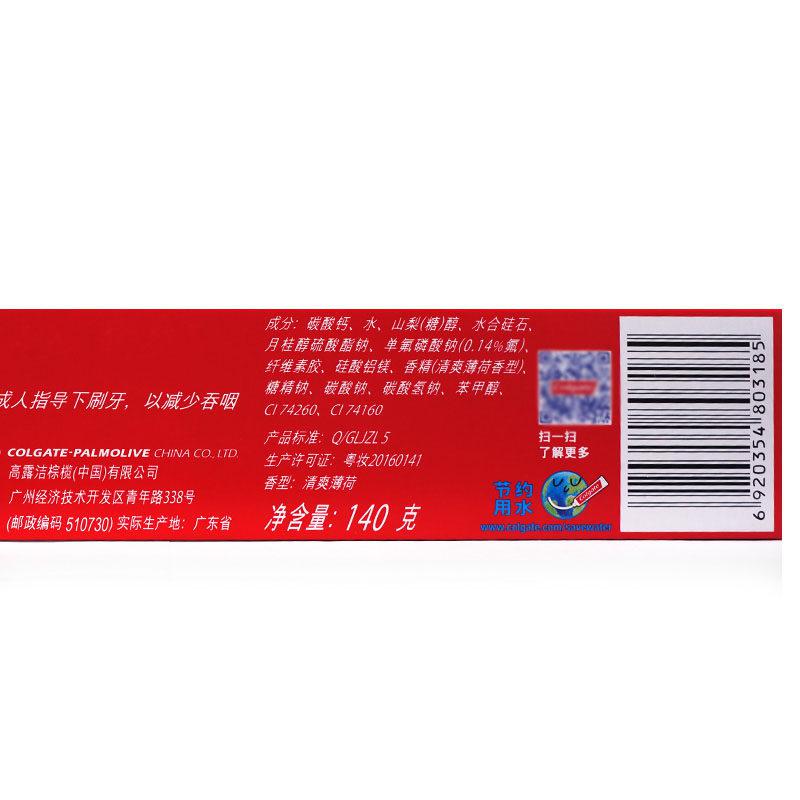 成人指导下刷牙，以减少吞咽
COLGATE-PALMOLIVE CHINA CO., LTD.
高露洁棕榄(中国)有限公司
广州经济技术开发区青年路338号
(邮政编码 510730) 实际生产地：广东省
成分：碳酸钙、水、山梨(糖)醇、水合硅石、
月桂醇硫酸酯钠、单氟磷酸钠(0.14%氟)、
纤维素胶、硅酸铝镁、香精(清爽薄荷香型)、
糖精钠、碳酸钠、碳酸氢钠、苯甲醇、
CI 74260、CI 74160
产品标准：Q/GLJZL 5
生产许可证：粤妆20160141
香型：清爽薄荷
净含量：140 克
扫一扫
了解更多
节约
用水
Colgate
www.colgate.com/savewater
6920354803185